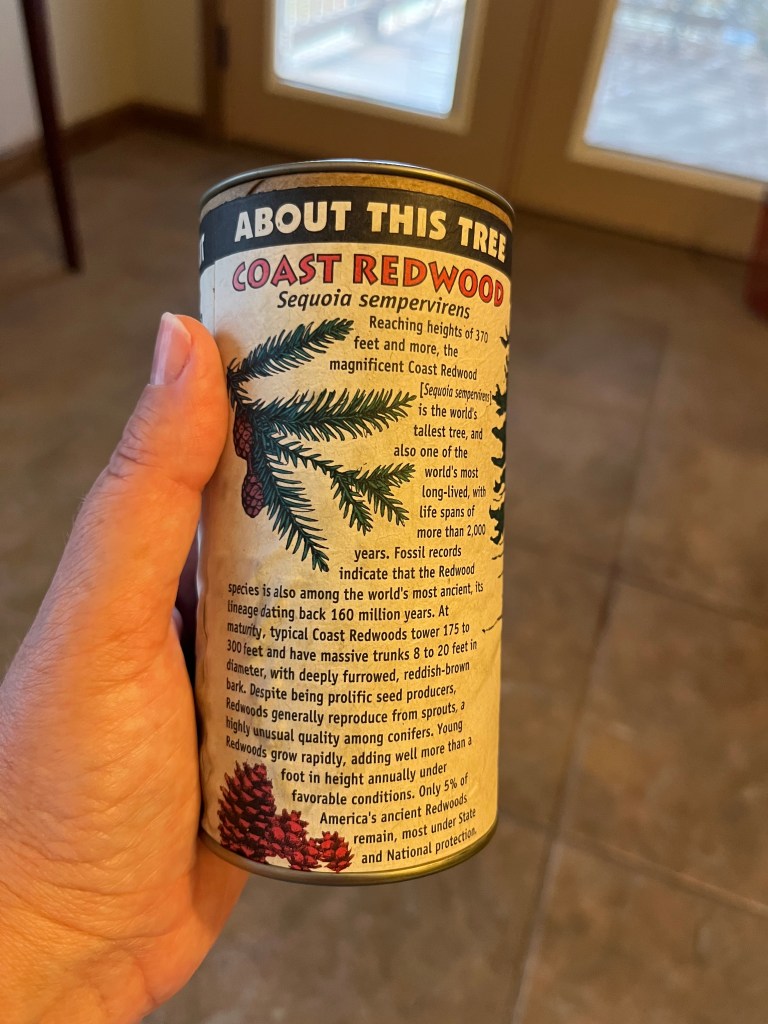 ABOUT THIS TREE
COAST REDWOOD
Sequoia sempervirens
Reaching heights of 370
feet and more, the
magnificent Coast Redwood
[Sequoia sempervirens]
is the world's
tallest tree, and
also one of the
world's most
long-lived, with
life spans of
more than 2,000
years. Fossil records
indicate that the Redwood
species is also among the world's most ancient, its
lineage dating back 160 million years. At
maturity, typical Coast Redwoods tower 175 to
300 feet and have massive trunks 8 to 20 feet in
diameter, with deeply furrowed, reddish-brown
bark. Despite being prolific seed producers,
Redwoods generally reproduce from sprouts, a
highly unusual quality among conifers. Young
Redwoods grow rapidly, adding well more than a
foot in height annually under
favorable conditions. Only 5% of
America's ancient Redwoods
remain, most under State
and National protection.